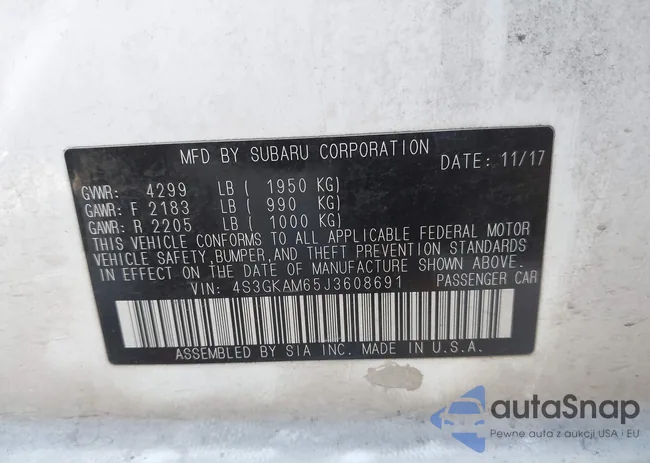 MFD BY SUBARU CORPORATION DATE: 11/17
GVWR: 4299 LB ( 1950 KG)
GAWR: F 2183 LB ( 990 KG)
GAWR: R 2205 LB ( 1000 KG)
THIS VEHICLE CONFORMS TO ALL APPLICABLE FEDERAL MOTOR
VEHICLE SAFETY, BUMPER, AND THEFT PREVENTION STANDARDS
IN EFFECT ON THE DATE OF MANUFACTURE SHOWN ABOVE.
VIN: 4S3GKAM65J3608691 PASSENGER CAR
ASSEMBLED BY SIA INC. MADE IN U.S.A.
autoSnap
Pewne auta z aukcji USA i EU